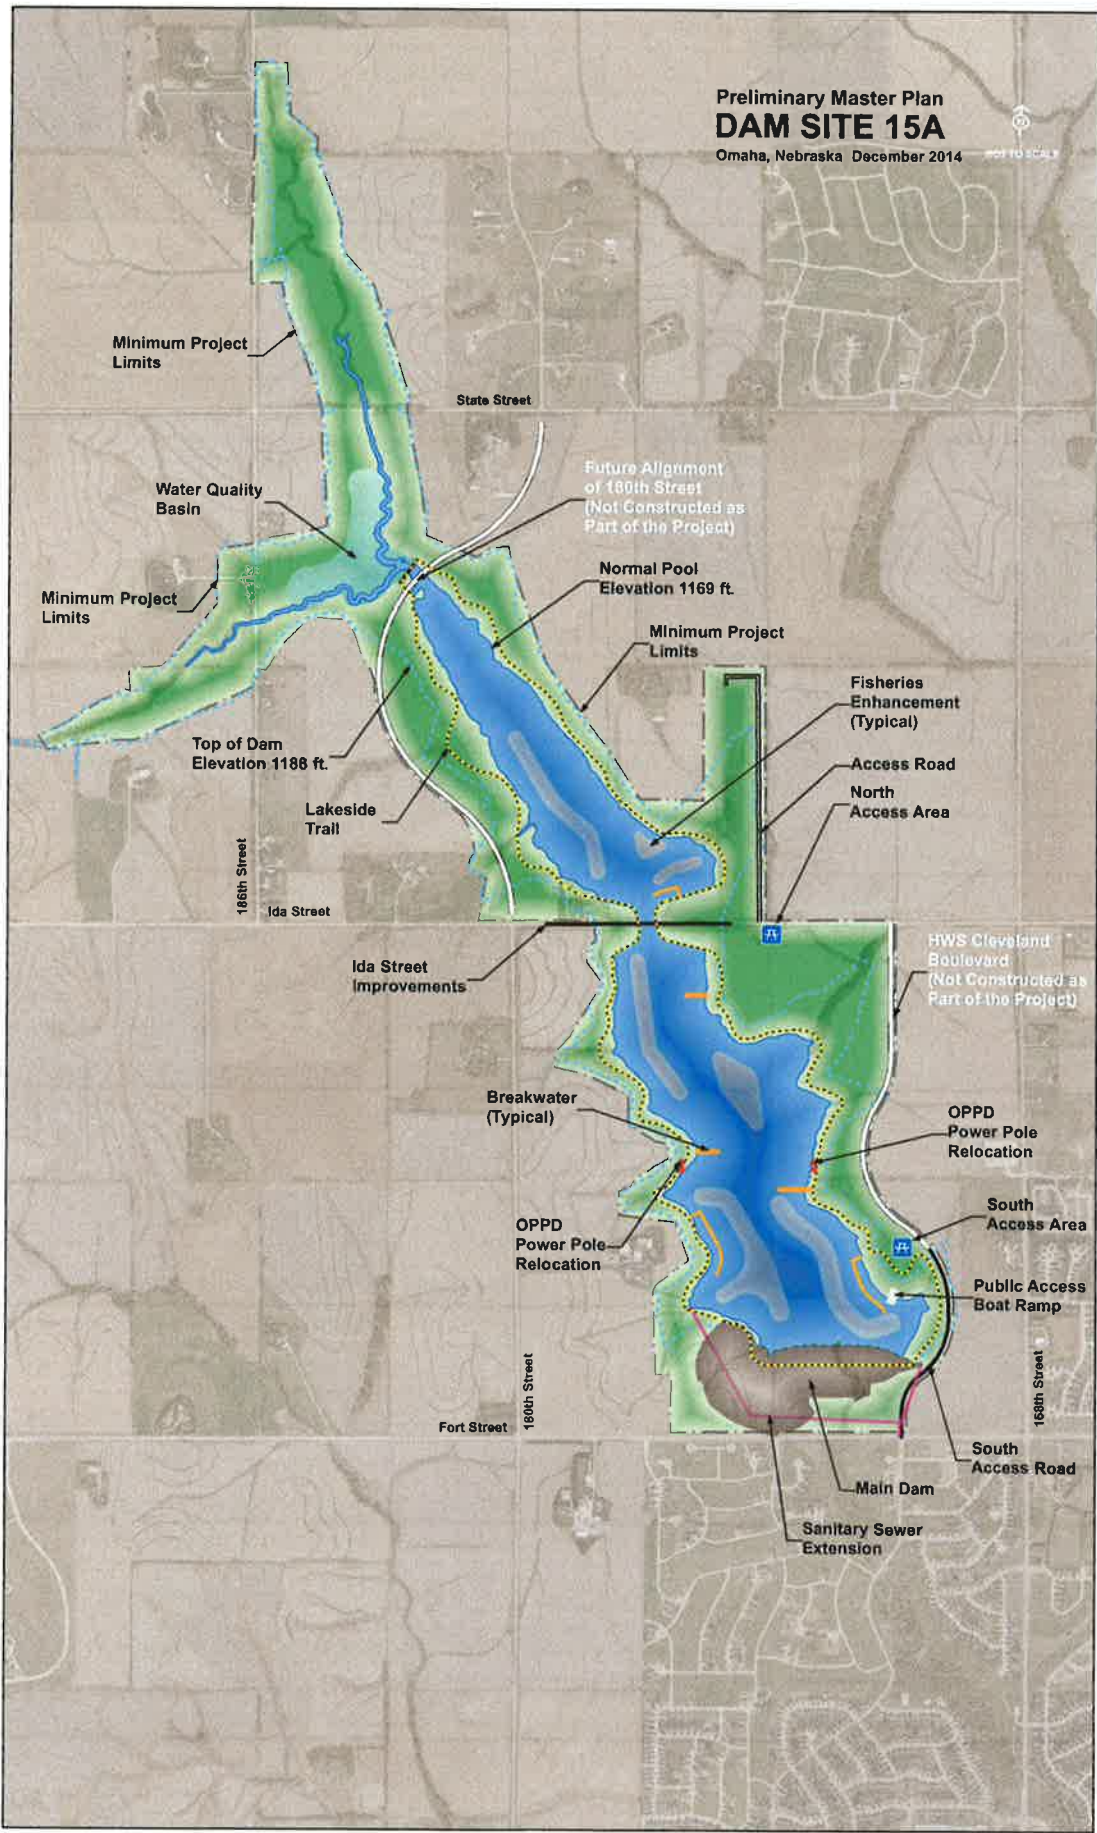 Preliminary Master Plan
DAM SITE 15A
Omaha, Nebraska December 2014
NOT TO SCALE
Minimum Project
Limits
State Street
Future Alignment
of 180th Street
(Not Constructed as
Part of the Project)
Water Quality
Basin
Normal Pool
Elevation 1169 ft.
Minimum Project
Limits
Minimum Project
Limits
Fisheries
Enhancement
(Typical)
Top of Dam
Elevation 1188 ft.
Access Road
North
Access Area
Lakeside
Trail
186th Street
Ida Street
HWS Cleveland
Boulevard
(Not Constructed as
Part of the Project)
Ida Street
Improvements
Breakwater
(Typical)
OPPD
Power Pole
Relocation
South
Access Area
OPPD
Power Pole
Relocation
Public Access
Boat Ramp
180th Street
168th Street
Fort Street
South
Access Road
Main Dam
Sanitary Sewer
Extension